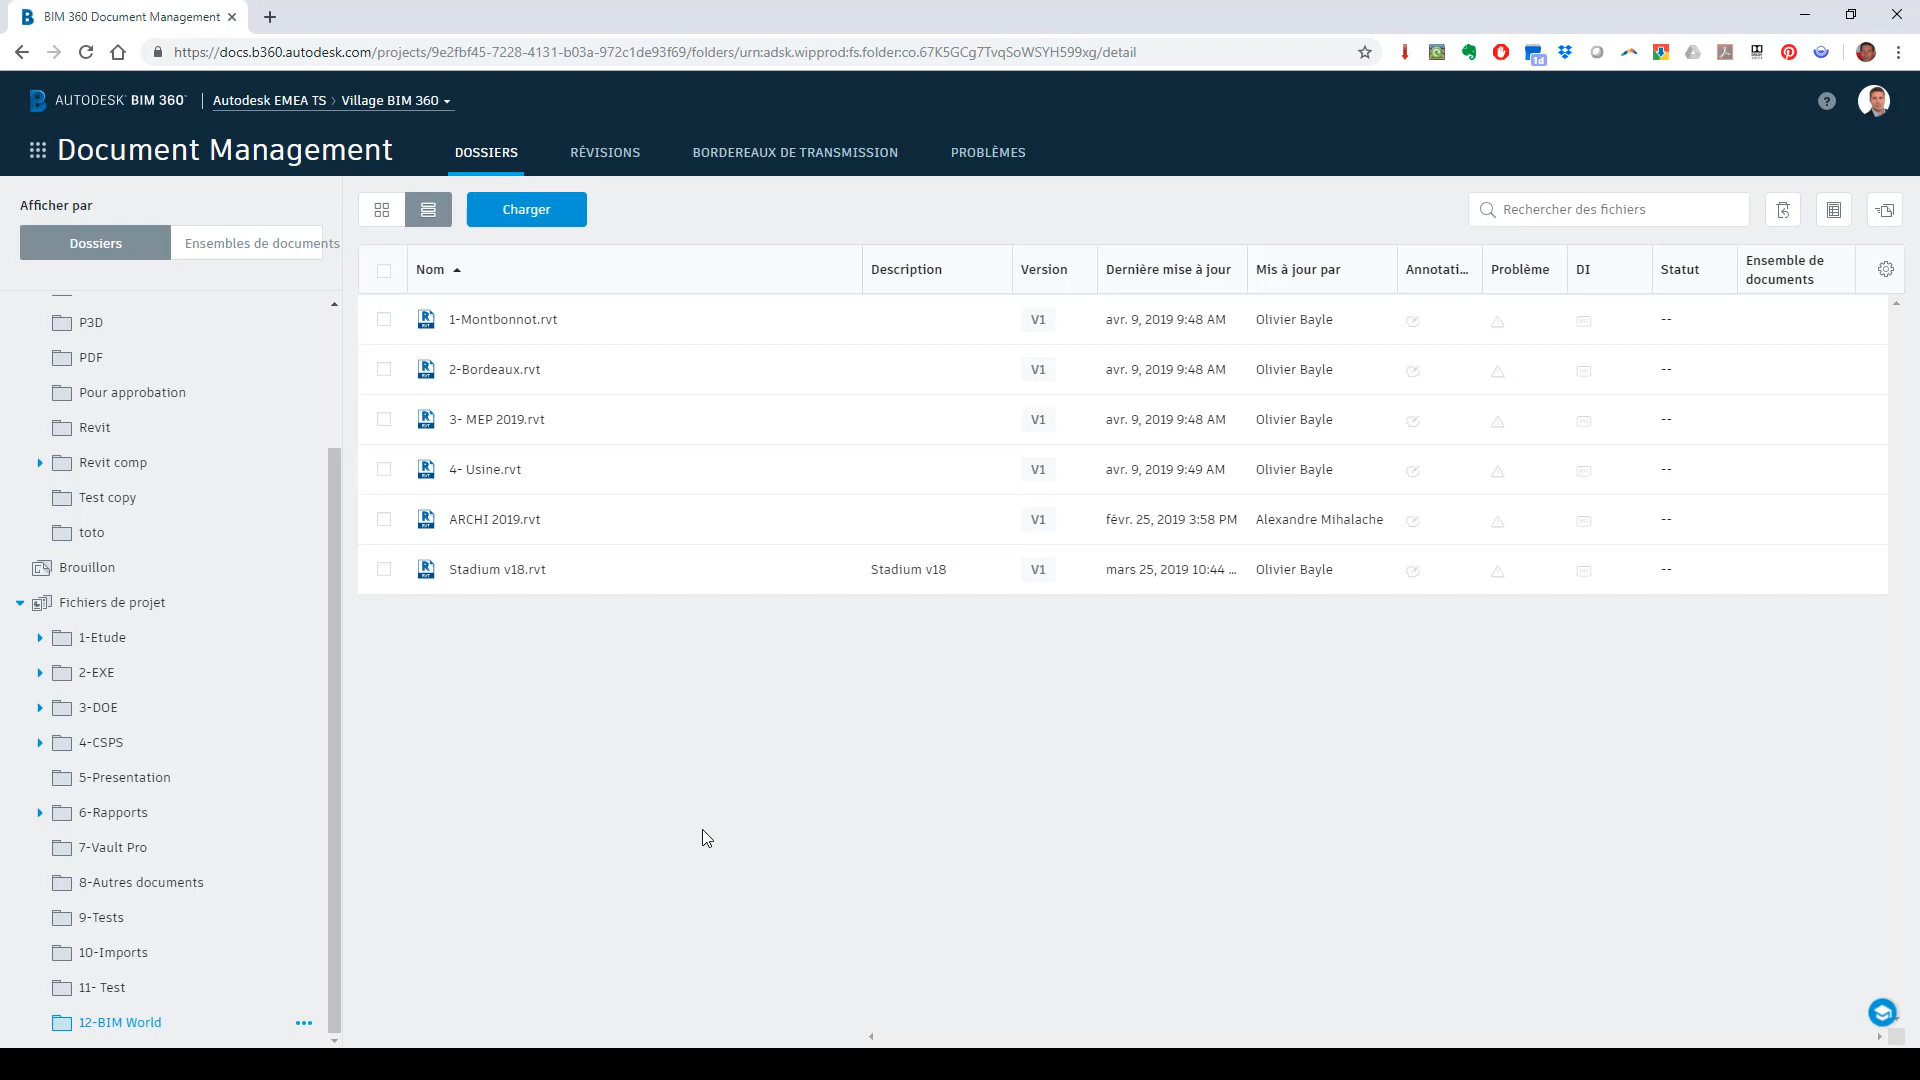 BIM 360 Document Management
https://docs.b360.autodesk.com/projects/9e2fbf45-7228-4131-b03a-972c1de93f69/folders/urn:adsk.wipprod:fs.folder:co.67K5GCg7TvqSoWSYH599xg/detail
1d
AUTODESK BIM 360 Autodesk EMEA TS > Village BIM 360
Document Management DOSSIERS RÉVISIONS BORDEREAUX DE TRANSMISSION PROBLÈMES
Afficher par
Dossiers Ensembles de documents
Charger Rechercher des fichiers
Nom Description Version Dernière mise à jour Mis à jour par Annotati... Problème DI Statut Ensemble de documents
1-Montbonnot.rvt V1 avr. 9, 2019 9:48 AM Olivier Bayle --
2-Bordeaux.rvt V1 avr. 9, 2019 9:48 AM Olivier Bayle --
3- MEP 2019.rvt V1 avr. 9, 2019 9:48 AM Olivier Bayle --
4- Usine.rvt V1 avr. 9, 2019 9:49 AM Olivier Bayle --
ARCHI 2019.rvt V1 févr. 25, 2019 3:58 PM Alexandre Mihalache --
Stadium v18.rvt Stadium v18 V1 mars 25, 2019 10:44 ... Olivier Bayle --
P3D
PDF
Pour approbation
Revit
Revit comp
Test copy
toto
Brouillon
Fichiers de projet
1-Etude
2-EXE
3-DOE
4-CSPS
5-Presentation
6-Rapports
7-Vault Pro
8-Autres documents
9-Tests
10-Imports
11- Test
12-BIM World